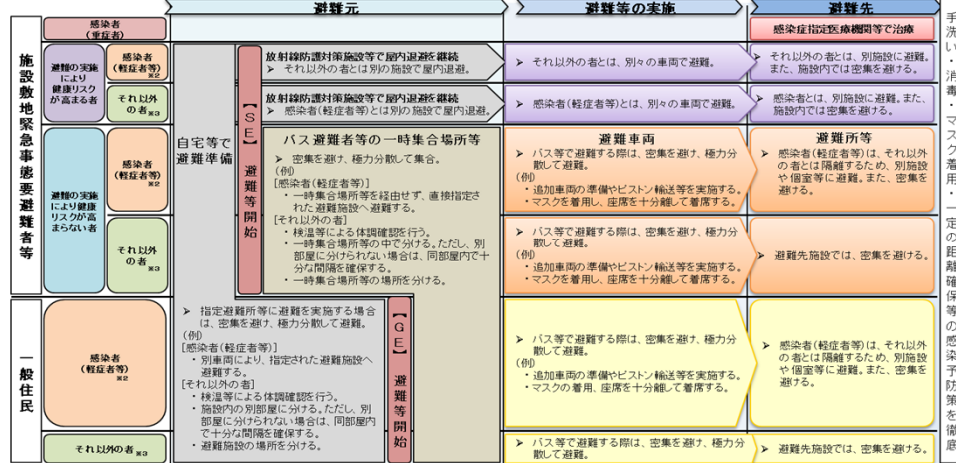 避難元
避難等の実施
避難先
施設敷地緊急事態要避難者等
感染者
(重症者)
感染症指定医療機関等で治療
避難の実施
により
健康リスク
が高まる者
感染者
(軽症者等)
※2
放射線防護対策施設等で屋内退避を継続
➢ それ以外の者とは別の施設で屋内退避。
➢ それ以外の者とは、別々の車両で避難。
➢ それ以外の者とは、別施設に避難。
また、施設内では密集を避ける。
それ以外
の者※3
放射線防護対策施設等で屋内退避を継続
➢ 感染者(軽症者等)とは別の施設で屋内退避。
➢ 感染者(軽症者等)とは、別々の車両で避難。
➢ 感染者とは、別施設に避難。また、
施設内では密集を避ける。
自宅等で
避難準備
【SE】避難等開始
避難の実施
により健康
リスクが高
まらない者
感染者
(軽症者等)
※2
それ以外
の者
※3
バス避難者等の一時集合場所等
➢ 密集を避け、極力分散して集合。
(例)
[感染者(軽症者等)]
・一時集合場所等を経由せず、直接指定さ
れた避難施設へ避難する。
[それ以外の者]
・検温等による体調確認を行う。
・一時集合場所等の中で分ける。ただし、別
部屋に分けられない場合は、同部屋内で十
分な間隔を確保する。
・一時集合場所等の場所を分ける。
避難車両
➢ バス等で避難する際は、密集を避け、極力分
散して避難。
(例)
・追加車両の準備やピストン輸送等を実施する。
・マスクを着用し、座席を十分離して着席する。
避難所等
➢ 感染者(軽症者等)は、それ以外
の者とは隔離するため、別施設
や個室等に避難。また、密集を
避ける。
➢ バス等で避難する際は、密集を避け、極力分
散して避難。
(例)
・追加車両の準備やピストン輸送等を実施する。
・マスクを着用し、座席を十分離して着席する。
➢ 避難先施設では、密集を避ける。
一般住民
感染者
(軽症者等)
※2
それ以外の者※3
➢ 指定避難所等に避難を実施する場合
は、密集を避け、極力分散して避難。
(例)
[感染者(軽症者等)]
・別車両により、指定された避難施設へ
避難する。
[それ以外の者]
・検温等による体調確認を行う。
・施設内の別部屋に分ける。ただし、別
部屋に分けられない場合は、同部屋内
で十分な間隔を確保する。
・避難施設の場所を分ける。
【GE】避難等開始
➢ バス等で避難する際は、密集を避け、極力分
散して避難。
(例)
・追加車両の準備やピストン輸送等を実施する。
・マスクの着用、座席を十分離して着席する。
➢ 感染者(軽症者等)は、それ以外
の者とは隔離するため、別施設
や個室等に避難。また、密集を
避ける。
➢ バス等で避難する際は、密集を避け、極力分
散して避難。
➢ 避難先施設では、密集を避ける。
手洗い・消毒・マスク着用・一定の距離確保等の感染予防策を徹底